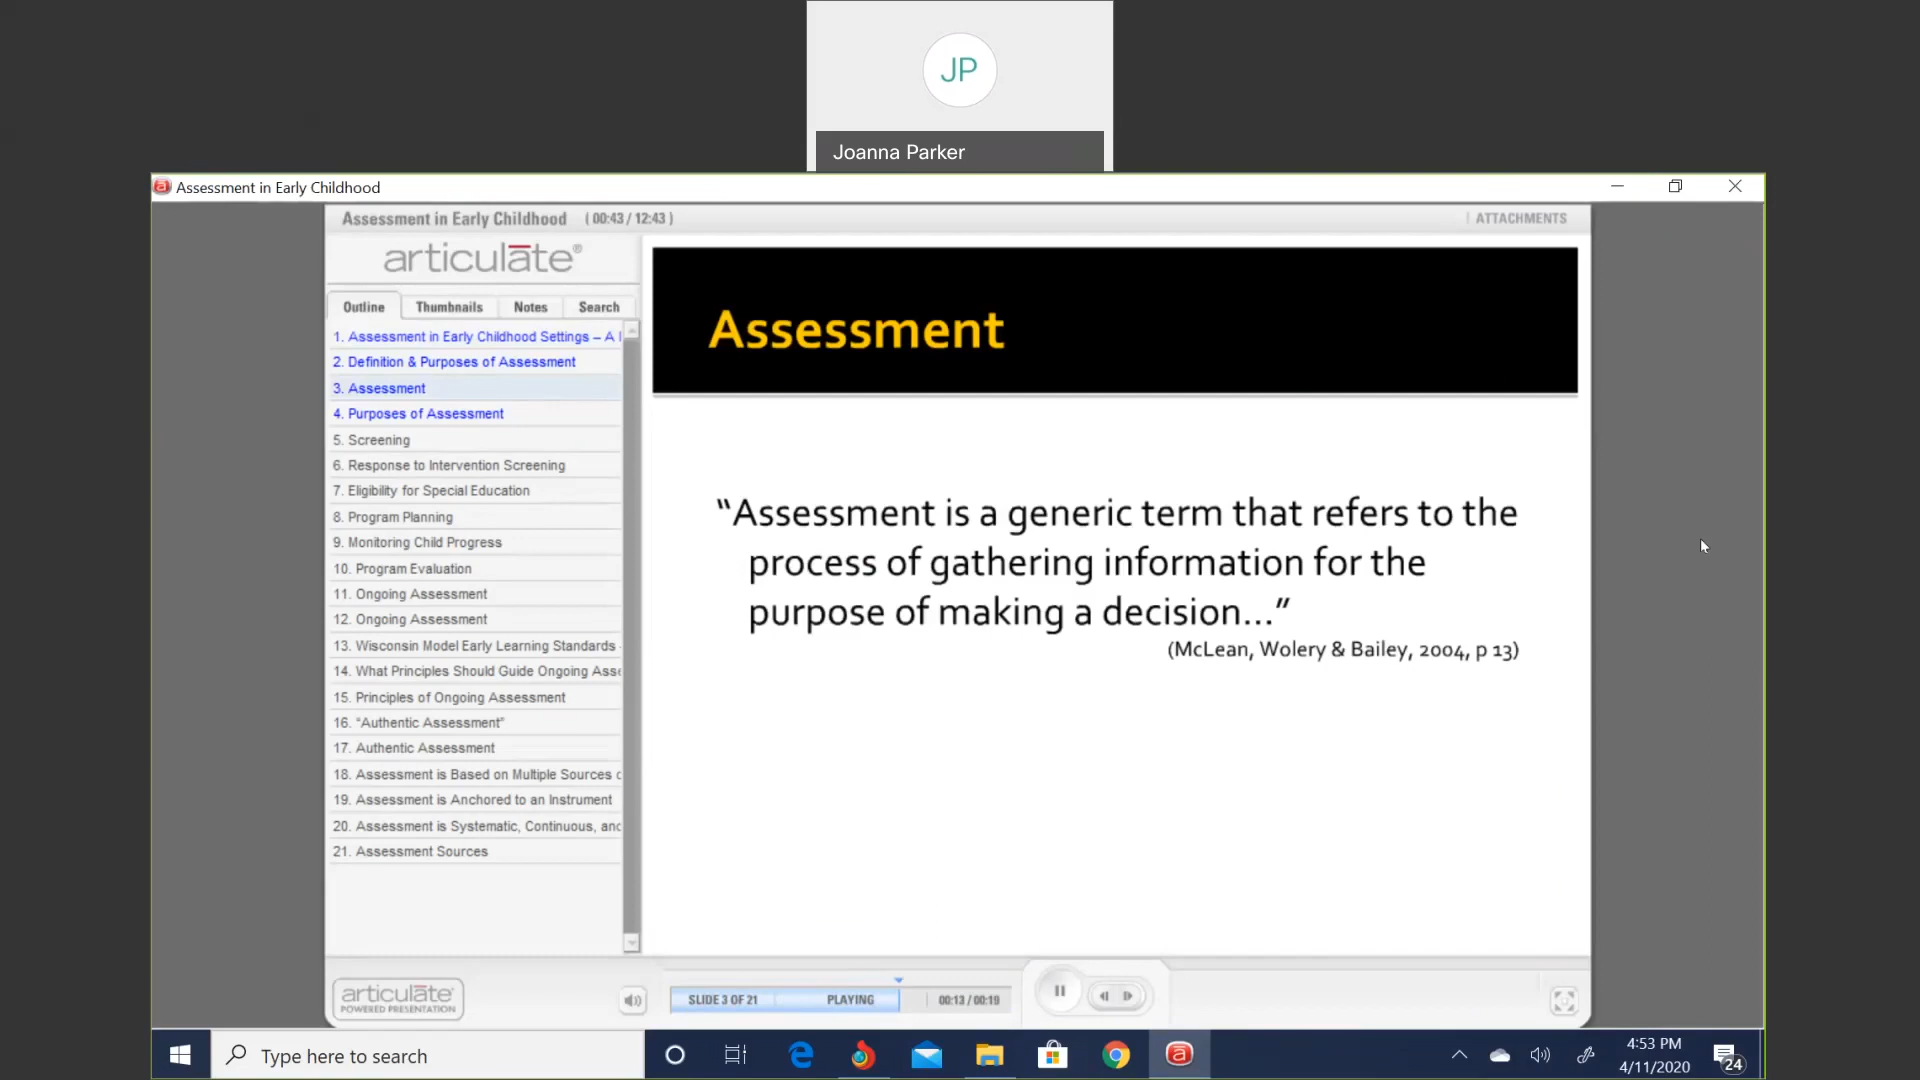 JP
Joanna Parker
Assessment in Early Childhood
Assessment in Early Childhood ( 00:43 / 12:43 )
ATTACHMENTS
articulate®
Outline Thumbnails Notes Search
1. Assessment in Early Childhood Settings – A
2. Definition & Purposes of Assessment
3. Assessment
4. Purposes of Assessment
5. Screening
6. Response to Intervention Screening
7. Eligibility for Special Education
8. Program Planning
9. Monitoring Child Progress
10. Program Evaluation
11. Ongoing Assessment
12. Ongoing Assessment
13. Wisconsin Model Early Learning Standards
14. What Principles Should Guide Ongoing Asse
15. Principles of Ongoing Assessment
16. “Authentic Assessment”
17. Authentic Assessment
18. Assessment is Based on Multiple Sources
19. Assessment is Anchored to an Instrument
20. Assessment is Systematic, Continuous, and
21. Assessment Sources
Assessment
“Assessment is a generic term that refers to the
process of gathering information for the
purpose of making a decision…”
(McLean, Wolery & Bailey, 2004, p 13)
articulate®
POWERED PRESENTATION
SLIDE 3 OF 21 PLAYING 00:13 / 00:19
Type here to search
4:53 PM
4/11/2020
24